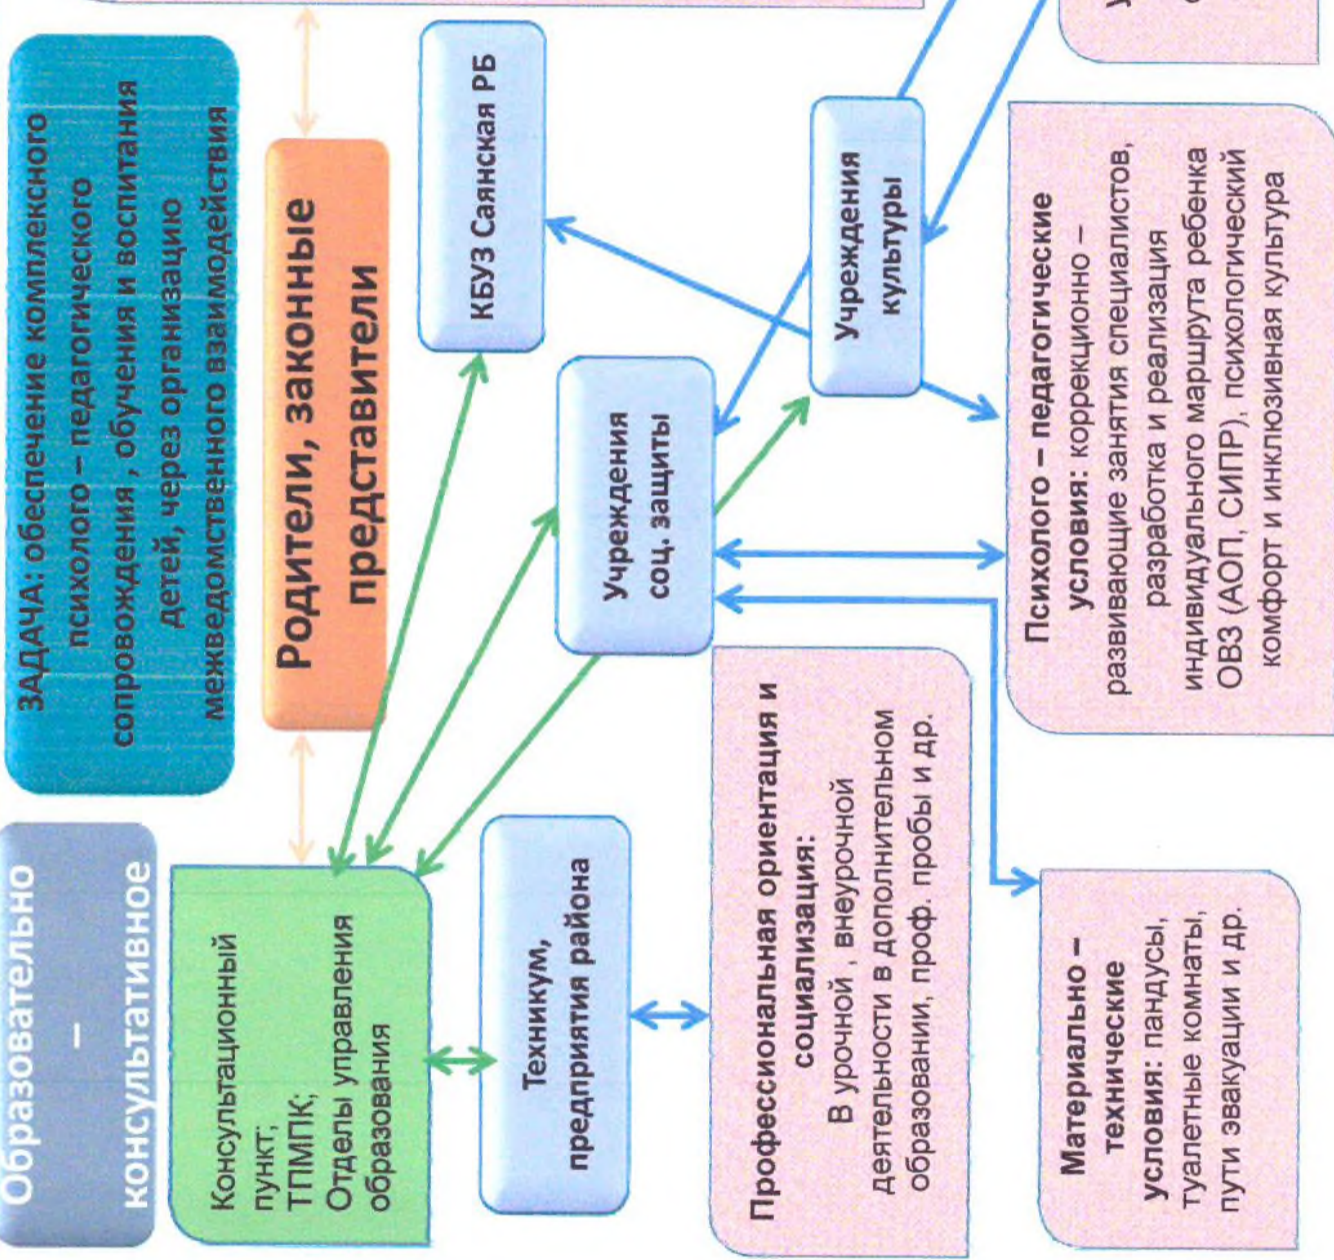 Образовательно
–
консультативное
ЗАДАЧА: обеспечение комплексного
психолого – педагогического
сопровождения , обучения и воспитания
детей, через организацию
межведомственного взаимодействия
Консультационный
пункт;
ТПМПК;
Отделы управления
образования
Родители, законные
представители
КБУЗ Саянская РБ
Техникум,
предприятия района
Учреждения
соц. защиты
Учреждения
культуры
Профессиональная ориентация и
социализация:
В урочной , внеурочной
деятельности в дополнительном
образовании, проф. пробы и др.
Материально –
технические
условия: пандусы,
туалетные комнаты,
пути эвакуации и др.
Психолого – педагогические
условия: коррекционно –
развивающие занятия специалистов,
разработка и реализация
индивидуального маршрута ребенка
ОВЗ (АОП, СИПР), психологический
комфорт и инклюзивная культура